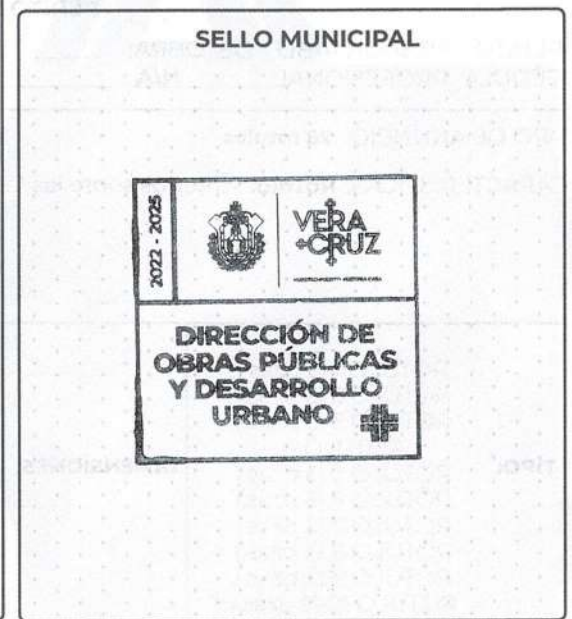 SELLO MUNICIPAL
2022 - 2025
VERA
CRUZ
DIRECCIÓN DE
OBRAS PÚBLICAS
Y DESARROLLO
URBANO